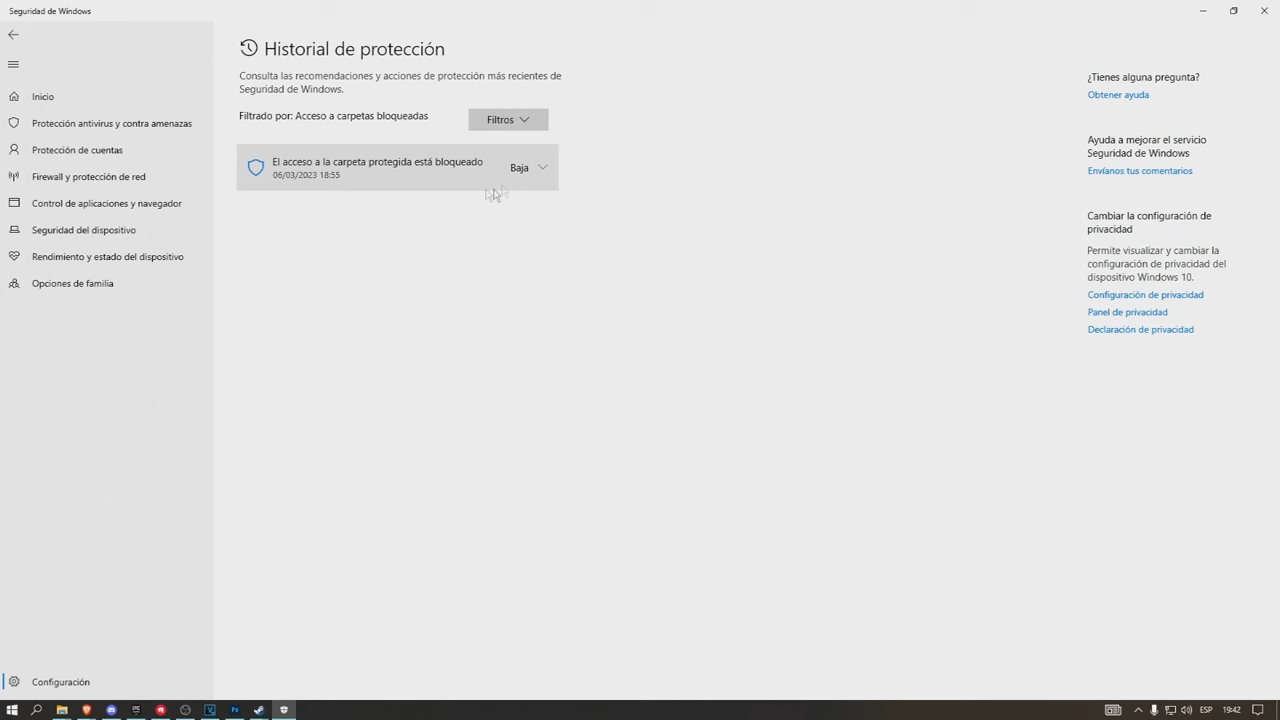 Seguridad de Windows
Inicio
Protección antivirus y contra amenazas
Protección de cuentas
Firewall y protección de red
Control de aplicaciones y navegador
Seguridad del dispositivo
Rendimiento y estado del dispositivo
Opciones de familia
Configuración
Historial de protección
Consulta las recomendaciones y acciones de protección más recientes de
Seguridad de Windows.
Filtrado por: Acceso a carpetas bloqueadas
Filtros
El acceso a la carpeta protegida está bloqueado
06/03/2023 18:55
Baja
¿Tienes alguna pregunta?
Obtener ayuda
Ayuda a mejorar el servicio
Seguridad de Windows
Envíanos tus comentarios
Cambiar la configuración de
privacidad
Permite visualizar y cambiar la
configuración de privacidad del
dispositivo Windows 10.
Configuración de privacidad
Panel de privacidad
Declaración de privacidad
ESP
19:42